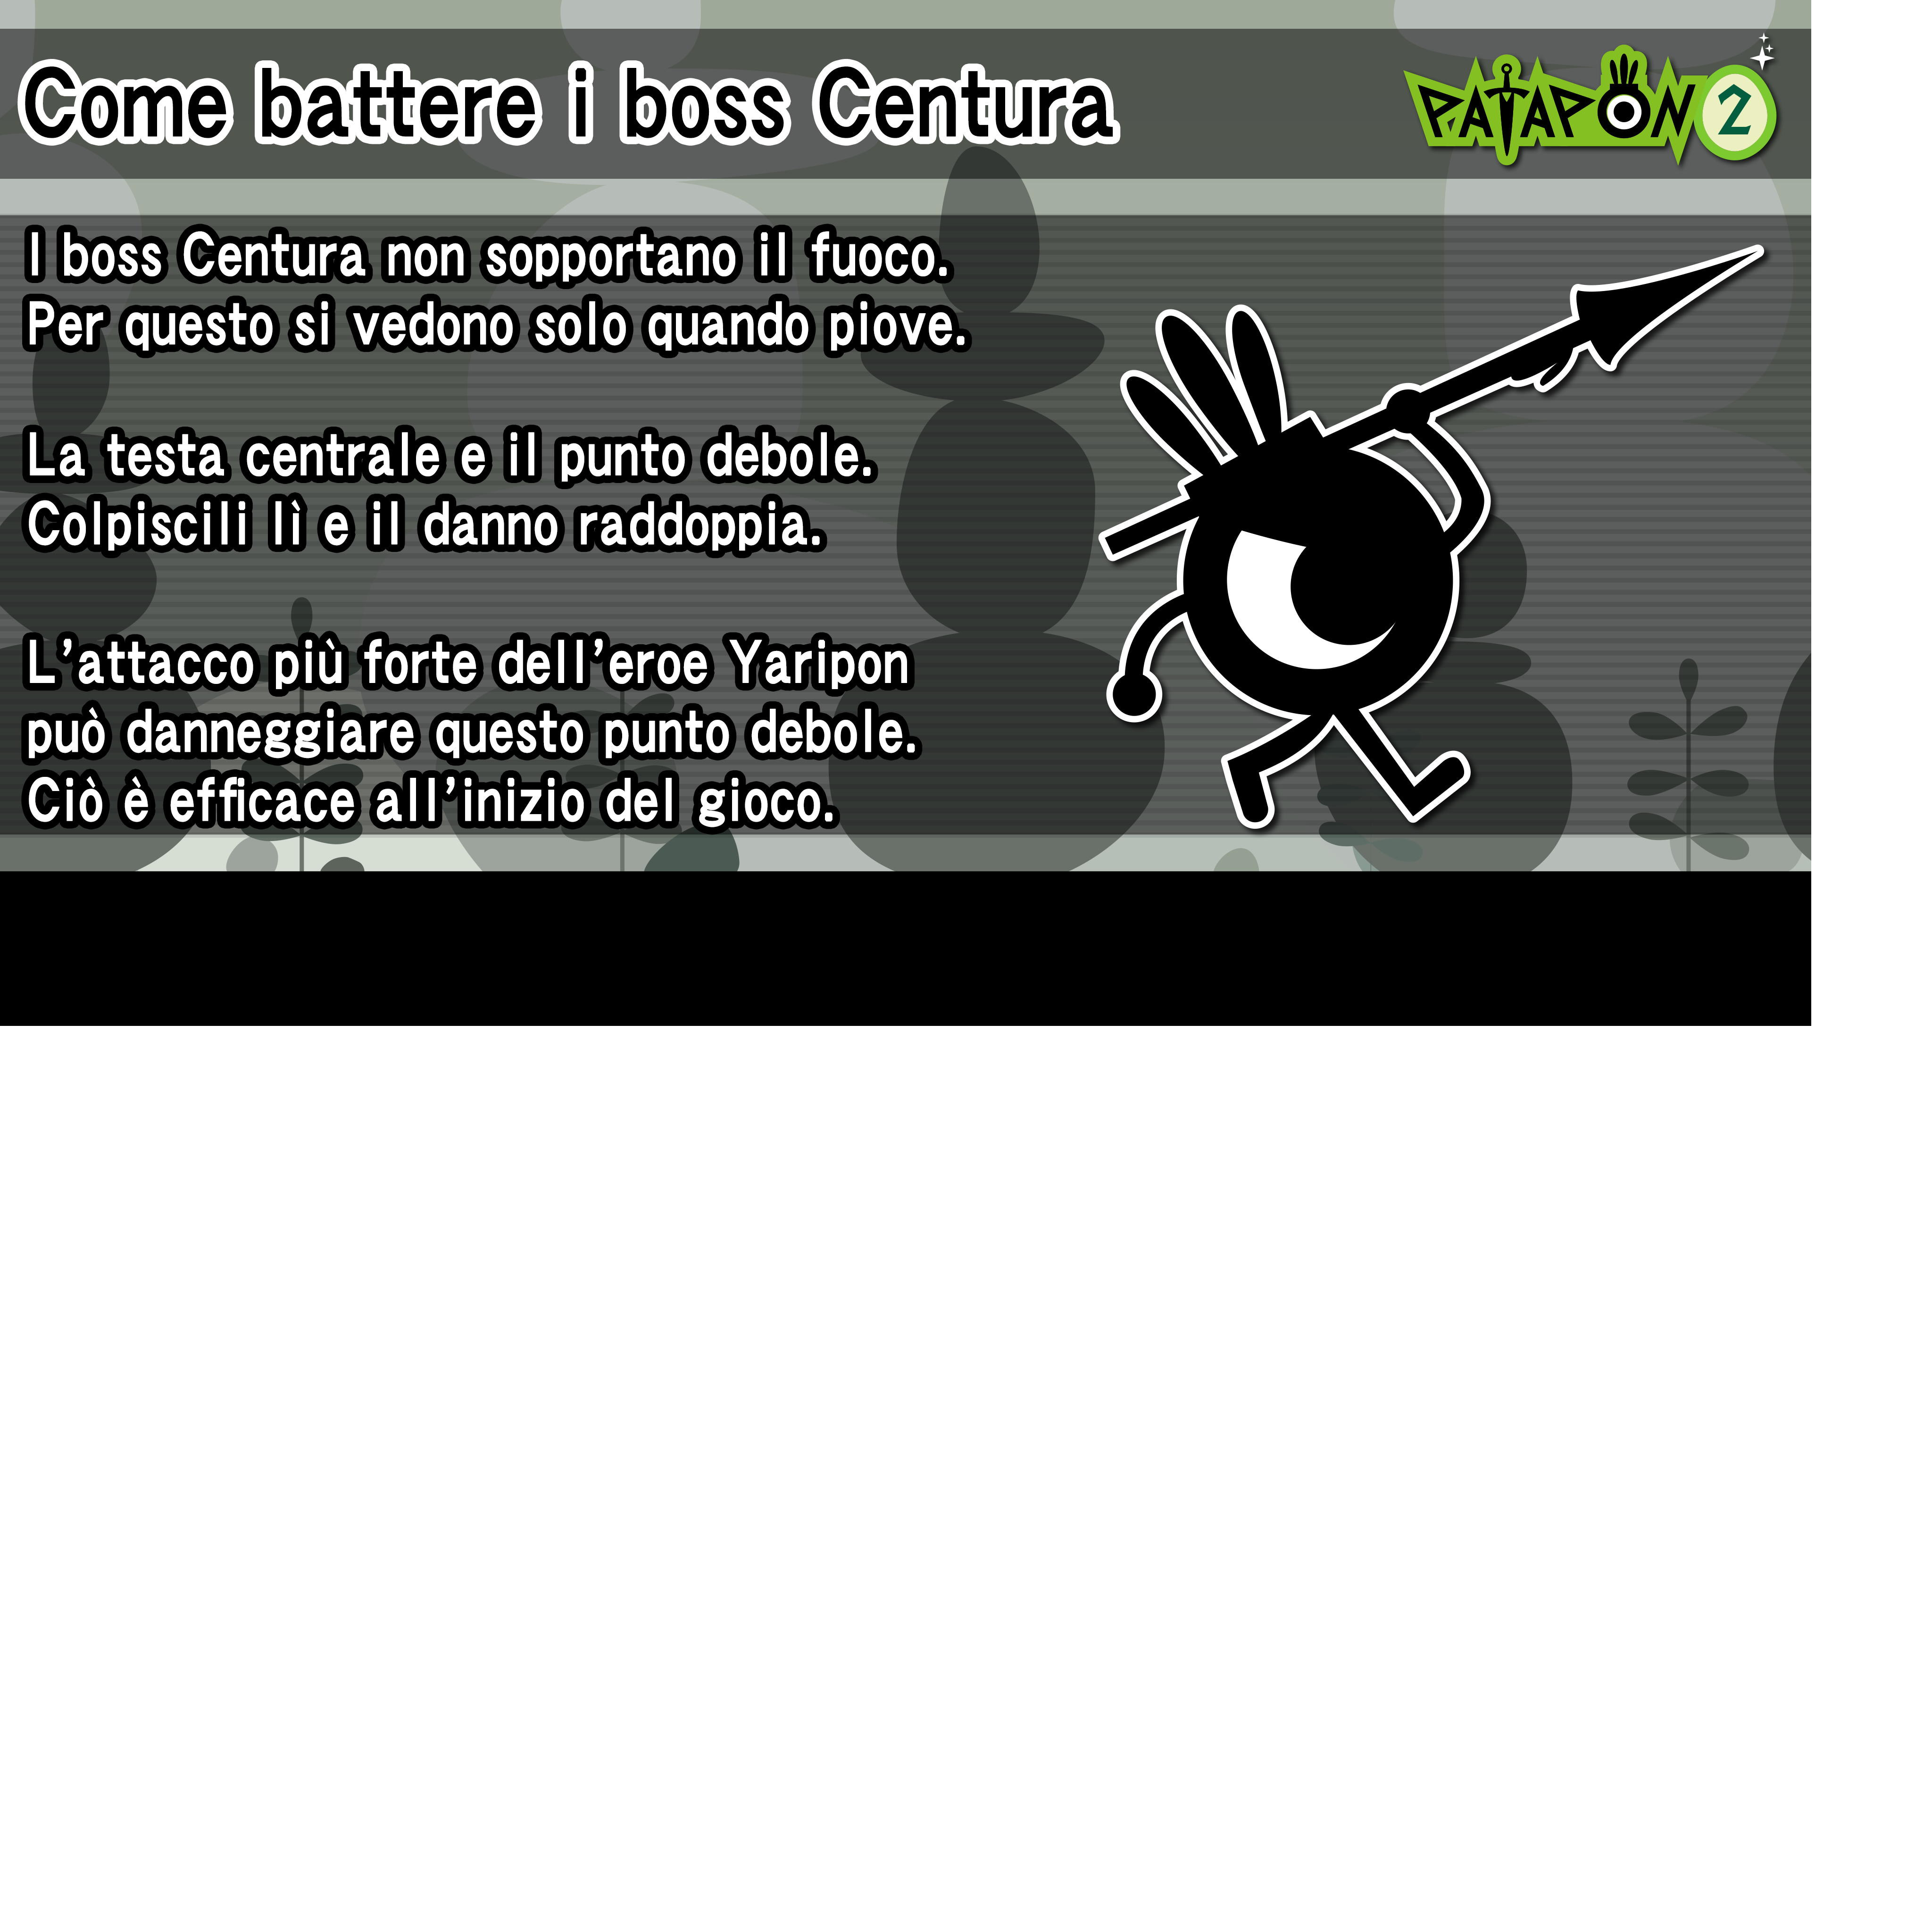 Come battere i boss Centura
PATAPON 2
I boss Centura non sopportano il fuoco.
Per questo si vedono solo quando piove.
La testa centrale e il punto debole.
Colpiscili lì e il danno raddoppia.
L'attacco più forte dell'eroe Yaripon
può danneggiare questo punto debole.
Ciò è efficace all'inizio del gioco.